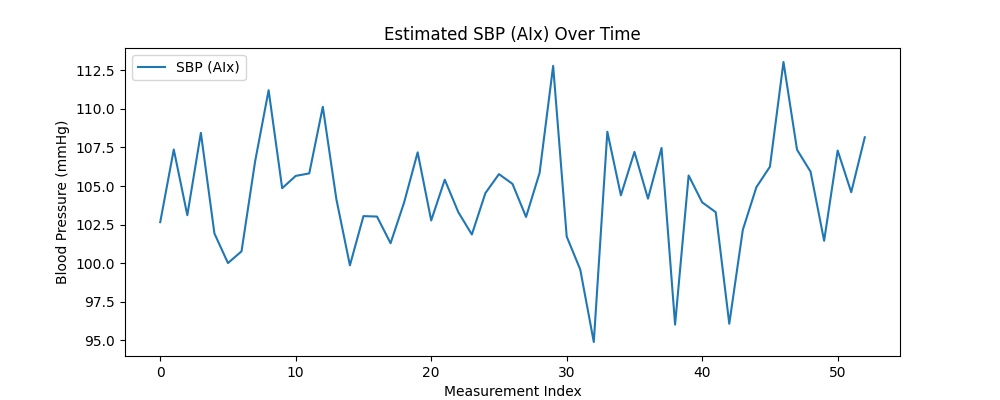 Estimated SBP (AIx) Over Time
SBP (AIx)
Blood Pressure (mmHg)
112.5
110.0
107.5
105.0
102.5
100.0
97.5
95.0
0 10 20 30 40 50
Measurement Index